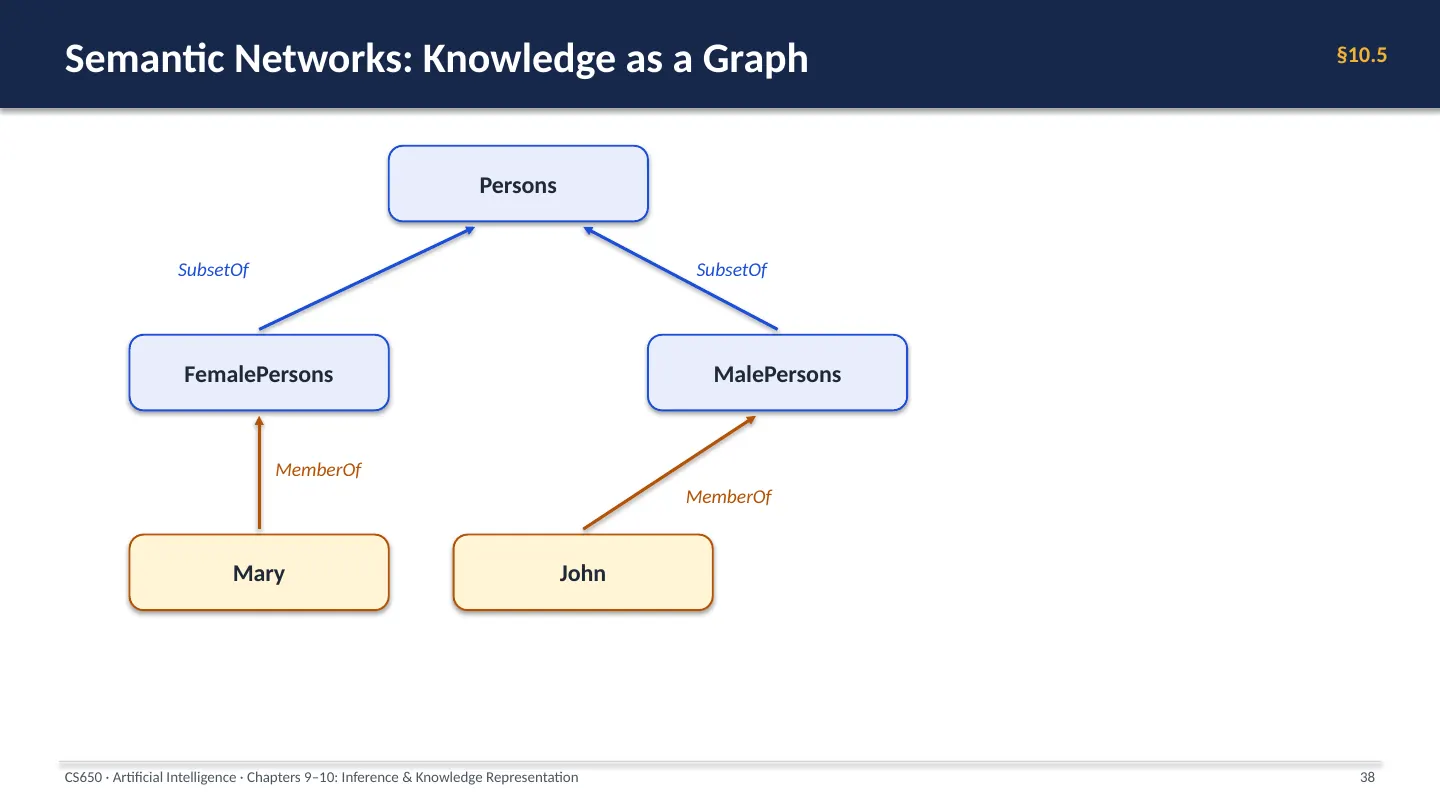 Semantic Networks: Knowledge as a Graph
§10.5
Persons
SubsetOf
SubsetOf
FemalePersons
MalePersons
MemberOf
MemberOf
Mary
John
CS650 · Artificial Intelligence · Chapters 9–10: Inference & Knowledge Representation
38